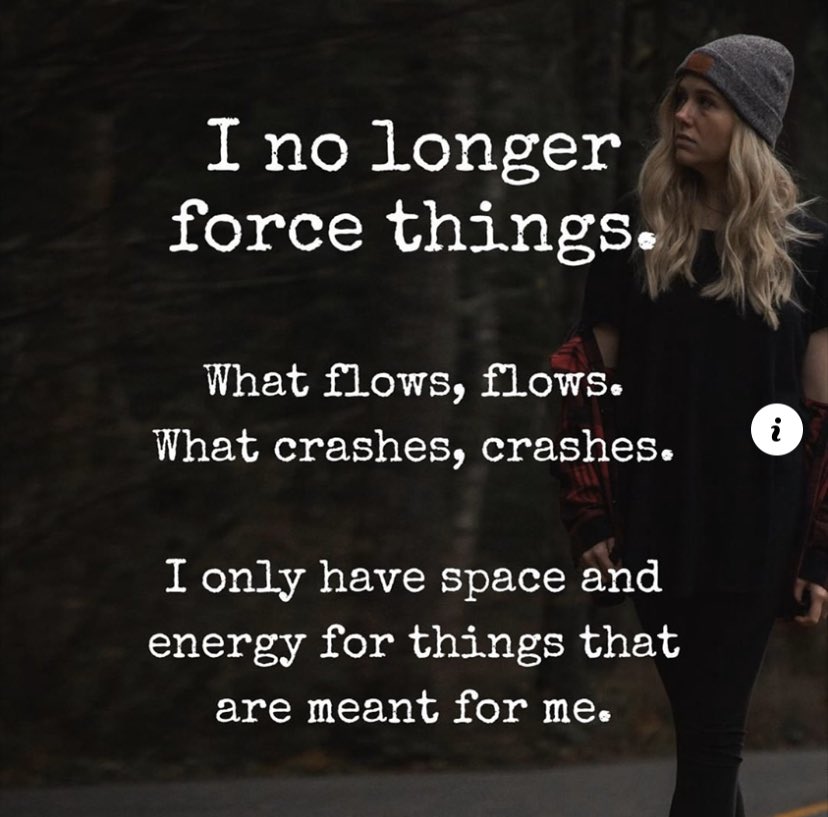 I no longer
force things.
What flows, flows.
What crashes, crashes.
I only have space and
energy for things that
are meant for me.
i